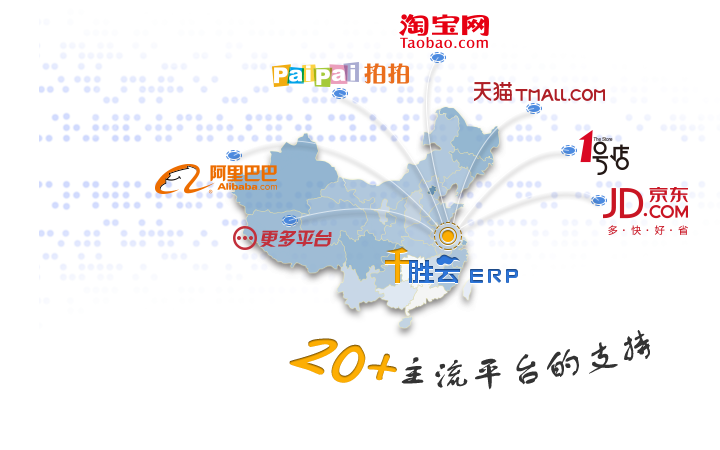 淘宝网
Taobao.com
PaiPai 拍拍
天猫 TMALL.COM
The Store
1号店
阿里巴巴
Alibaba.com
JD.京东
.COM
多·快·好·省
更多平台
千胜云 ERP
20+主流平台的支持